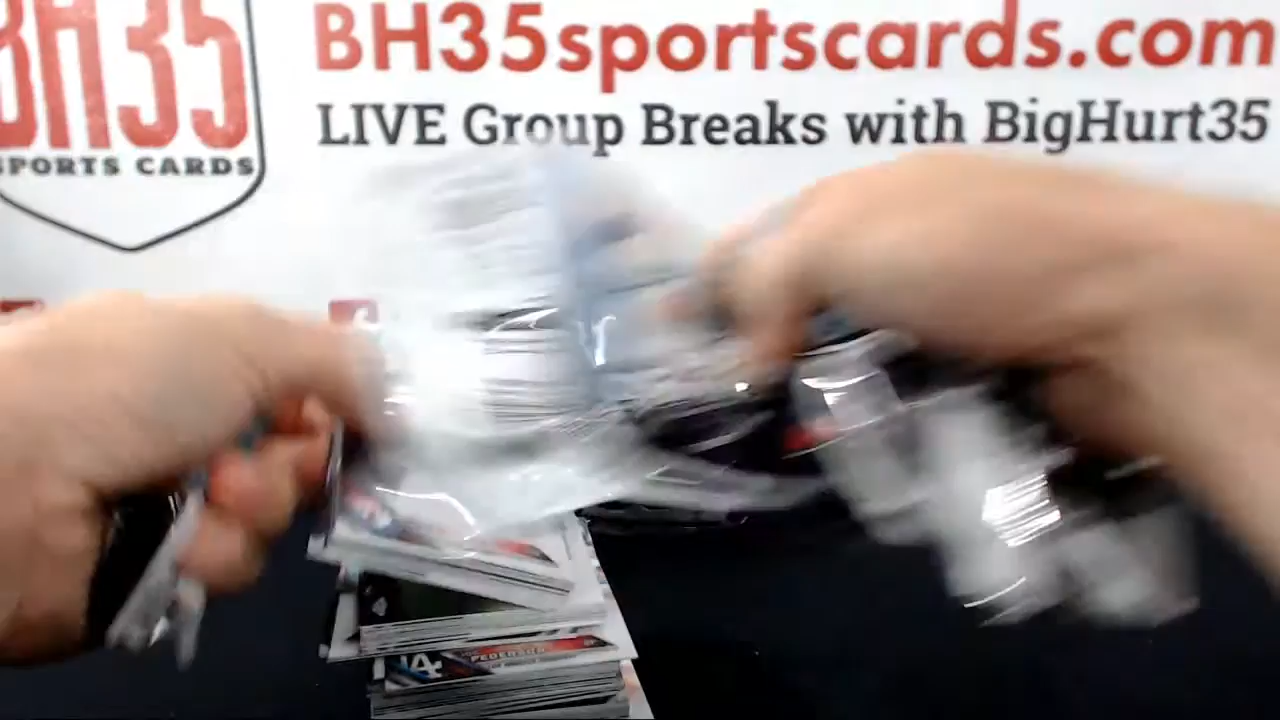 BH35
SPORTS CARDS
BH35sportscards.com
LIVE Group Breaks with BigHurt35
PEDERSON